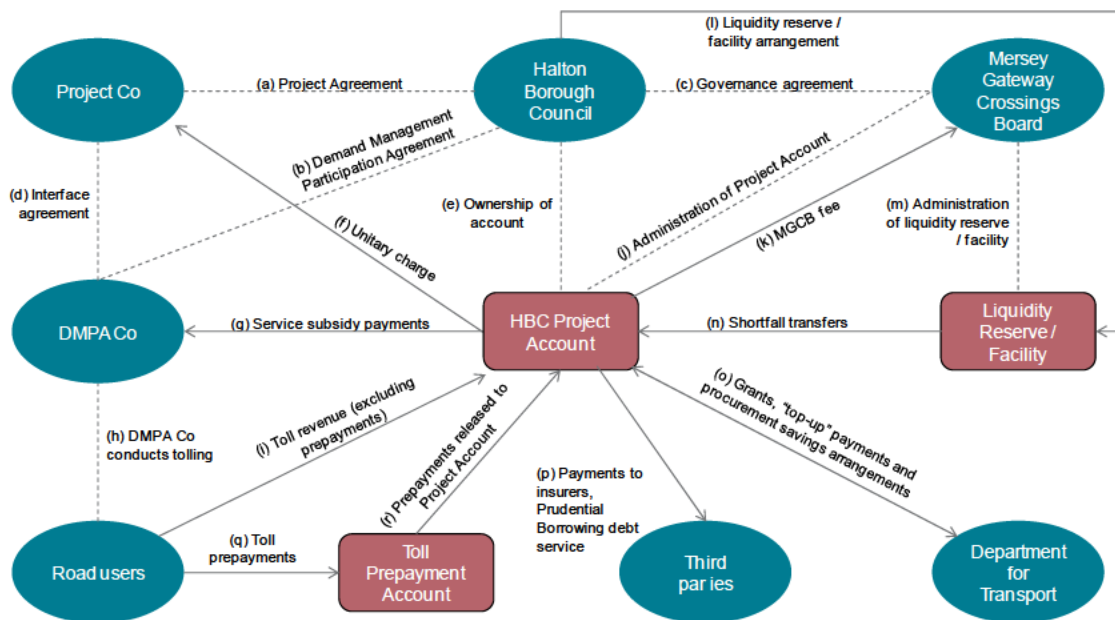 (l) Liquidity reserve /
facility arrangement
Project Co
(a) Project Agreement
Halton
Borough
Council
(c) Governance agreement
Mersey
Gateway
Crossings
Board
(b) Demand Management
Participation Agreement
(d) Interface
agreement
(e) Ownership of
account
(j) Administration of Project Account
(k) MGCB fee
(m) Administration
of liquidity reserve
/ facility
(f) Unitary charge
DMPA Co
(g) Service subsidy payments
HBC Project
Account
(n) Shortfall transfers
Liquidity
Reserve /
Facility
(h) DMPA Co
conducts tolling
(i) Toll revenue (excluding
prepayments)
(r) Prepayments released to
Project Account
(p) Payments to
insurers,
Prudential
Borrowing debt
service
(o) Grants, "top-up" payments and
procurement savings arrangements
Road users
(q) Toll
prepayments
Toll
Prepayment
Account
Third
par ies
Department
for
Transport